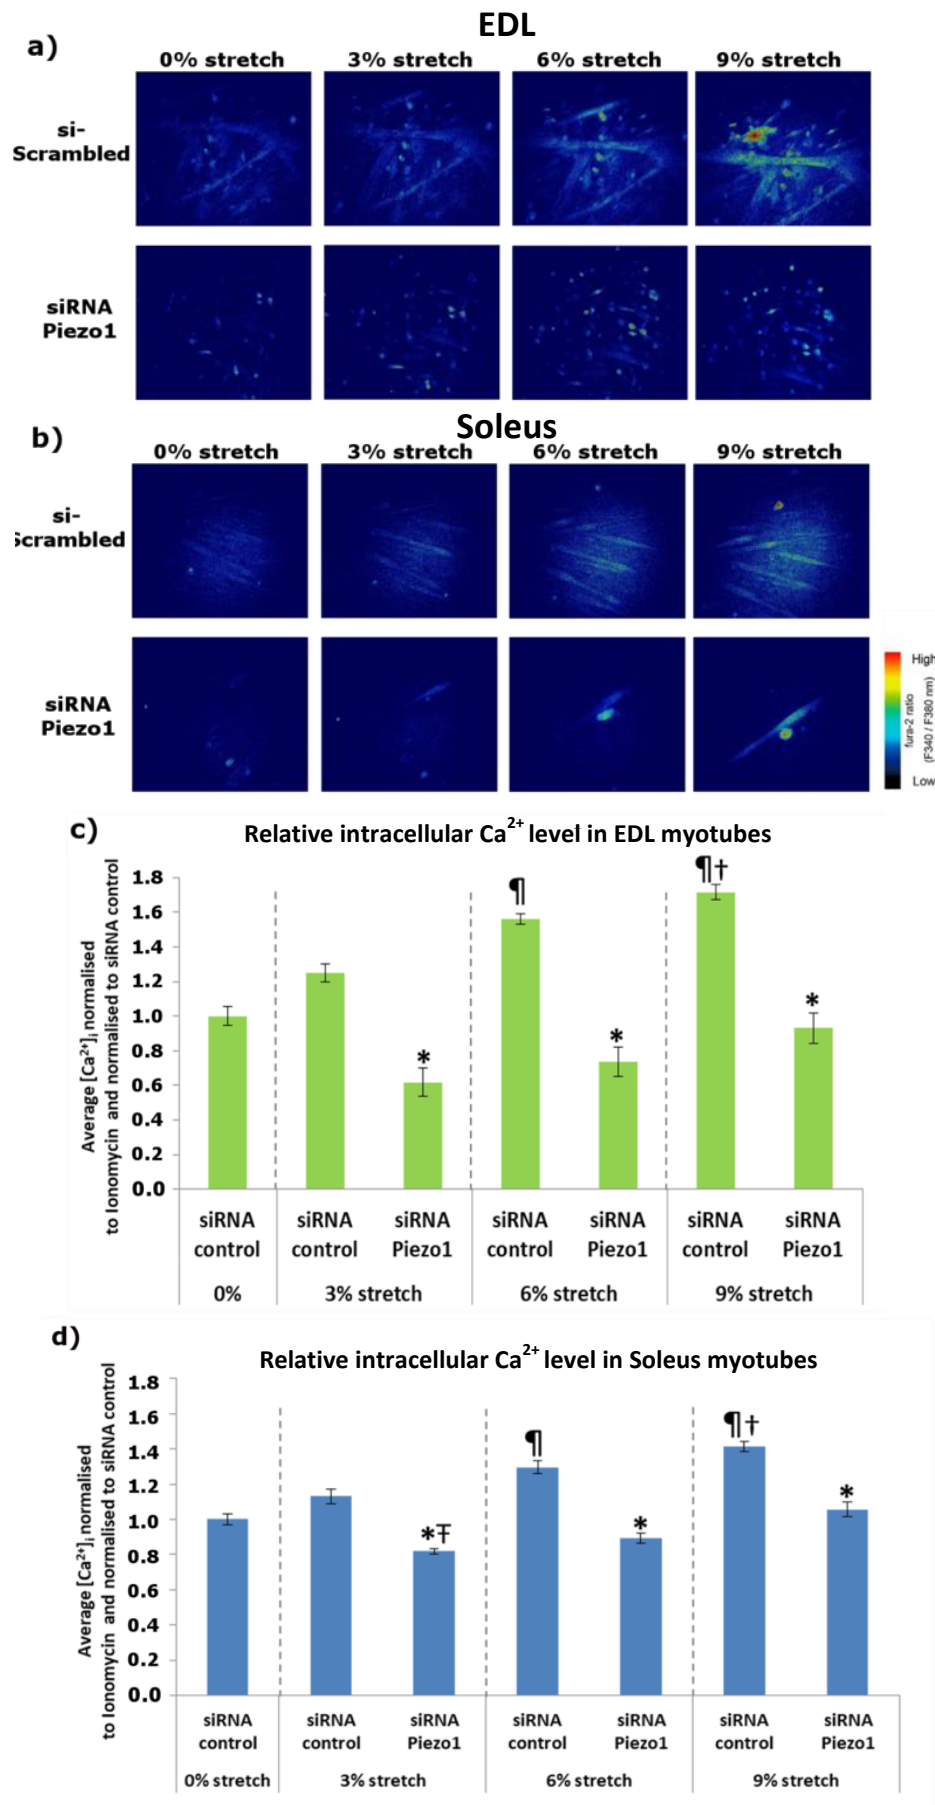 EDL
a)
0% stretch 3% stretch 6% stretch 9% stretch
si-
Scrambled
siRNA
Piezo1
Soleus
b)
0% stretch 3% stretch 6% stretch 9% stretch
si-
Scrambled
siRNA
Piezo1
High
fura-2 ratio
(F340 / F380 nm)
Low
c)
Relative intracellular Ca²⁺ level in EDL myotubes
Average [Ca²⁺]ᵢ normalised
to Ionomycin and normalised to siRNA control
1.8
1.6
1.4
1.2
1.0
0.8
0.6
0.4
0.2
0.0
¶
¶†
*
*
*
siRNA control
siRNA control
siRNA Piezo1
siRNA control
siRNA Piezo1
siRNA control
siRNA Piezo1
0% 3% stretch 6% stretch 9% stretch
d)
Relative intracellular Ca²⁺ level in Soleus myotubes
Average [Ca²⁺]ᵢ normalised
to Ionomycin and normalised to siRNA control
1.8
1.6
1.4
1.2
1.0
0.8
0.6
0.4
0.2
0.0
¶
¶†
*Ŧ
*
*
siRNA control
siRNA control
siRNA Piezo1
siRNA control
siRNA Piezo1
siRNA control
siRNA Piezo1
0% stretch 3% stretch 6% stretch 9% stretch